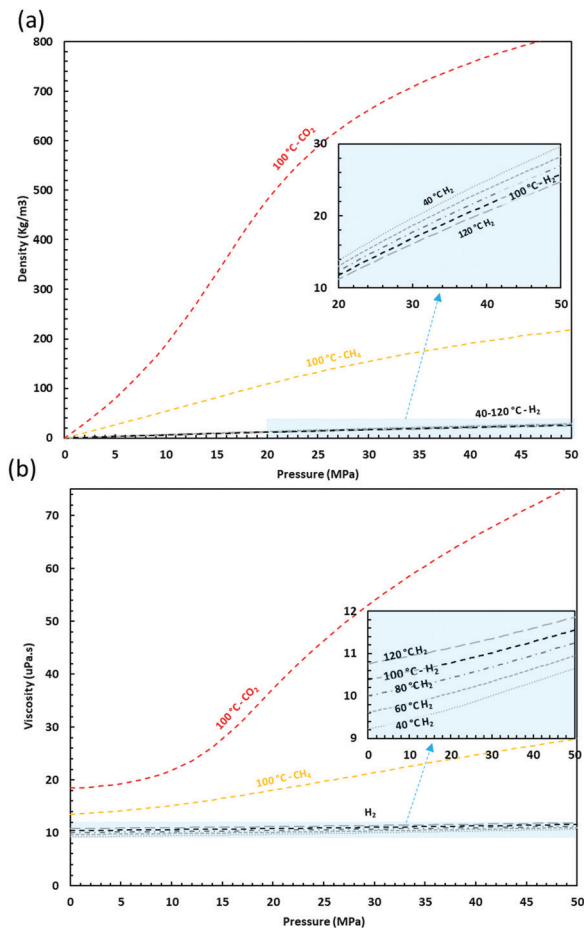 (a)
800
700
600
500
400
300
200
100
0
Density (Kg/m3)
100 °C - CO2
100 °C - CH4
40-120 °C - H2
30
20
10
40 °C H2
100 °C - H2
120 °C H2
20 30 40 50
0 5 10 15 20 25 30 35 40 45 50
Pressure (MPa)
(b)
70
60
50
40
30
20
10
0
Viscosity (uPa.s)
100 °C - CO2
100 °C - CH4
H2
12
11
10
9
120 °C H2
100 °C - H2
80 °C H2
60 °C H2
40 °C H2
0 10 20 30 40 50
0 5 10 15 20 25 30 35 40 45 50
Pressure (MPa)